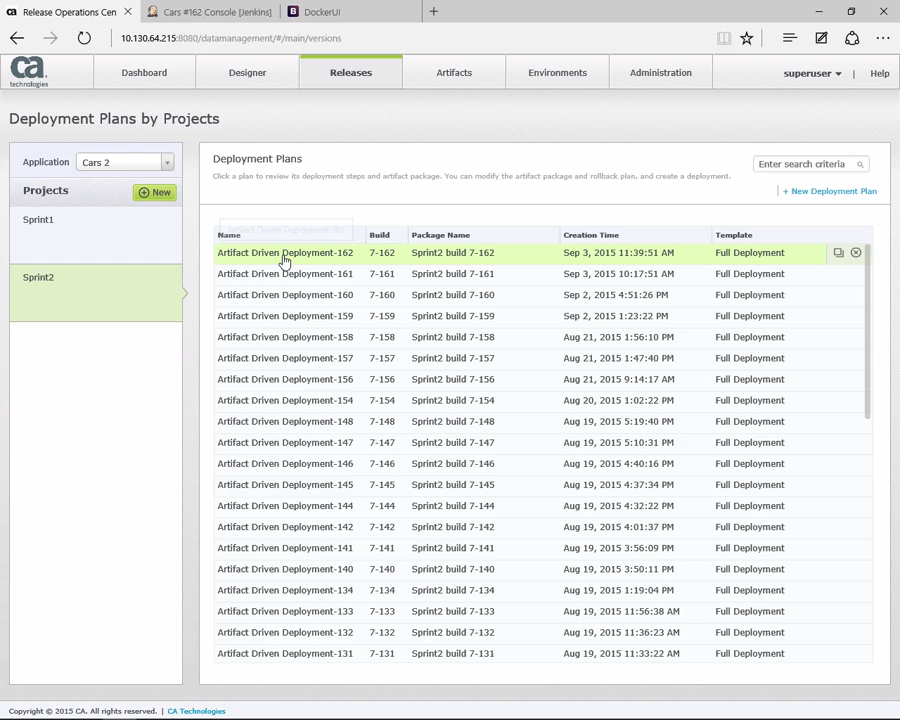 Release Operations Cen
Cars #162 Console [Jenkins]
DockerUI
10.130.64.215:8080/datamanagement/#/main/versions
ca
technologies
Dashboard
Designer
Releases
Artifacts
Environments
Administration
superuser | Help
Deployment Plans by Projects
Application Cars 2
Projects New
Sprint1
Sprint2
Deployment Plans
Click a plan to review its deployment steps and artifact package. You can modify the artifact package and rollback plan, and create a deployment.
Enter search criteria
+ New Deployment Plan
Name Build Package Name Creation Time Template
Artifact Driven Deployment-162 7-162 Sprint2 build 7-162 Sep 3, 2015 11:39:51 AM Full Deployment
Artifact Driven Deployment-161 7-161 Sprint2 build 7-161 Sep 3, 2015 10:17:51 AM Full Deployment
Artifact Driven Deployment-160 7-160 Sprint2 build 7-160 Sep 2, 2015 4:51:26 PM Full Deployment
Artifact Driven Deployment-159 7-159 Sprint2 build 7-159 Sep 2, 2015 1:23:22 PM Full Deployment
Artifact Driven Deployment-158 7-158 Sprint2 build 7-158 Aug 21, 2015 1:56:10 PM Full Deployment
Artifact Driven Deployment-157 7-157 Sprint2 build 7-157 Aug 21, 2015 1:47:40 PM Full Deployment
Artifact Driven Deployment-156 7-156 Sprint2 build 7-156 Aug 21, 2015 9:14:17 AM Full Deployment
Artifact Driven Deployment-154 7-154 Sprint2 build 7-154 Aug 20, 2015 1:02:22 PM Full Deployment
Artifact Driven Deployment-148 7-148 Sprint2 build 7-148 Aug 19, 2015 5:19:40 PM Full Deployment
Artifact Driven Deployment-147 7-147 Sprint2 build 7-147 Aug 19, 2015 5:10:31 PM Full Deployment
Artifact Driven Deployment-146 7-146 Sprint2 build 7-146 Aug 19, 2015 4:40:16 PM Full Deployment
Artifact Driven Deployment-145 7-145 Sprint2 build 7-145 Aug 19, 2015 4:37:34 PM Full Deployment
Artifact Driven Deployment-144 7-144 Sprint2 build 7-144 Aug 19, 2015 4:32:22 PM Full Deployment
Artifact Driven Deployment-142 7-142 Sprint2 build 7-142 Aug 19, 2015 4:01:37 PM Full Deployment
Artifact Driven Deployment-141 7-141 Sprint2 build 7-141 Aug 19, 2015 3:56:09 PM Full Deployment
Artifact Driven Deployment-140 7-140 Sprint2 build 7-140 Aug 19, 2015 3:50:11 PM Full Deployment
Artifact Driven Deployment-134 7-134 Sprint2 build 7-134 Aug 19, 2015 1:19:04 PM Full Deployment
Artifact Driven Deployment-133 7-133 Sprint2 build 7-133 Aug 19, 2015 11:56:38 AM Full Deployment
Artifact Driven Deployment-132 7-132 Sprint2 build 7-132 Aug 19, 2015 11:36:23 AM Full Deployment
Artifact Driven Deployment-131 7-131 Sprint2 build 7-131 Aug 19, 2015 11:33:22 AM Full Deployment
Copyright © 2015 CA. All rights reserved. | CA Technologies